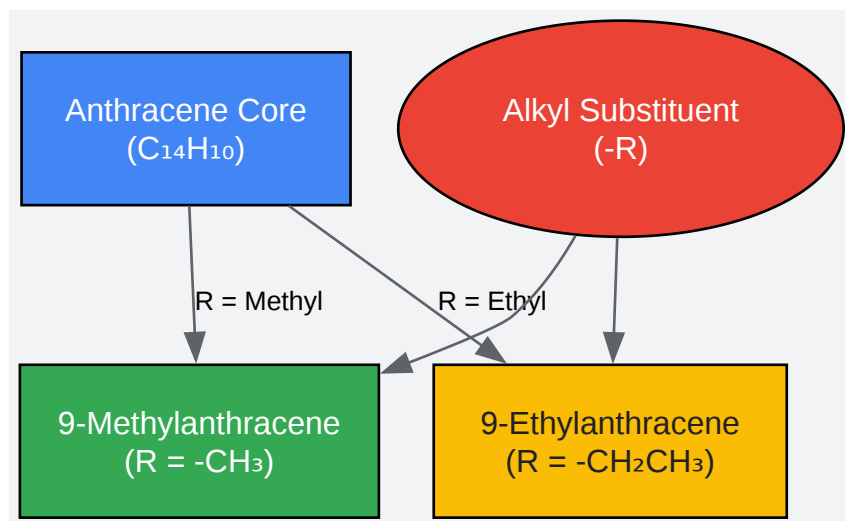 Anthracene Core
(C₁₄H₁₀)
Alkyl Substituent
(-R)
R = Methyl
R = Ethyl
9-Methylanthracene
(R = -CH₃)
9-Ethylanthracene
(R = -CH₂CH₃)